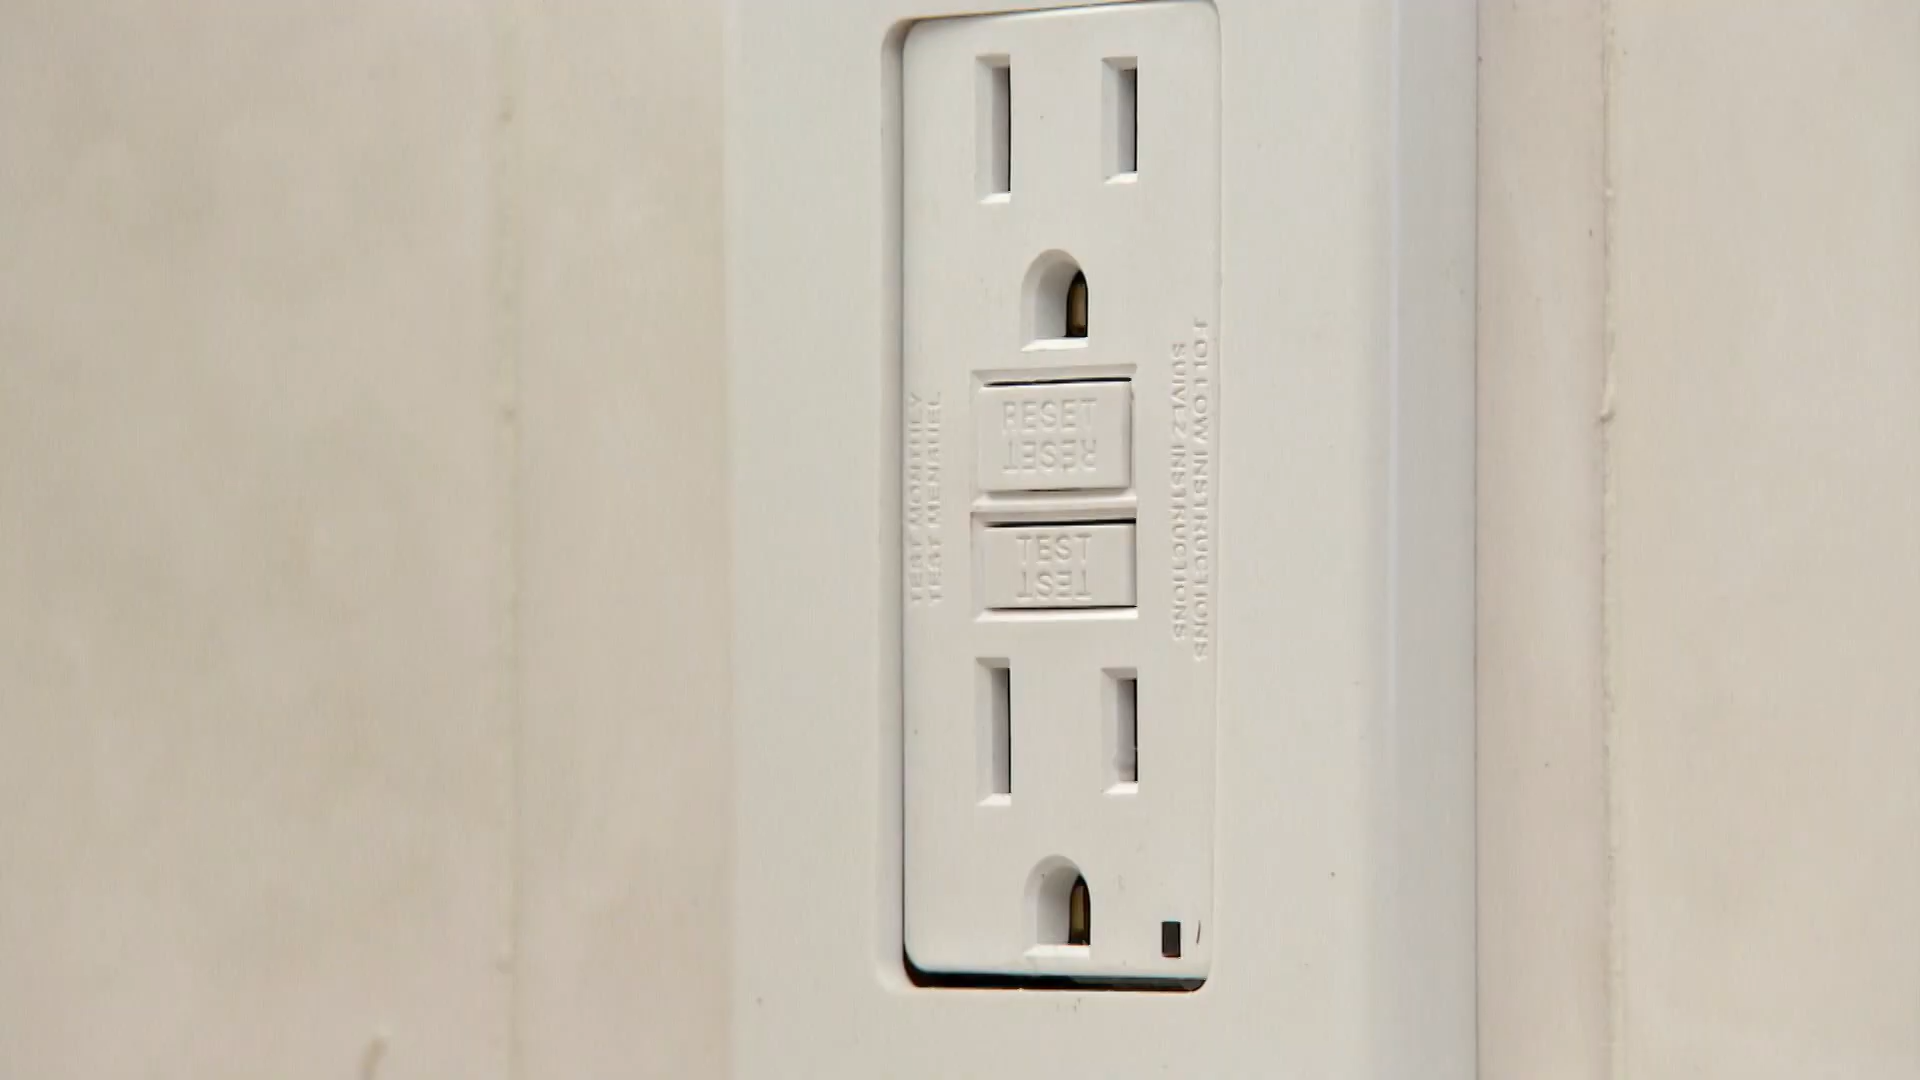 TEST MONTHLY
TEST MENSUEL
RESET
RESET
TEST
TEST
FOLLOW INSTRUCTIONS
SUIVEZ INSTRUCTIONS